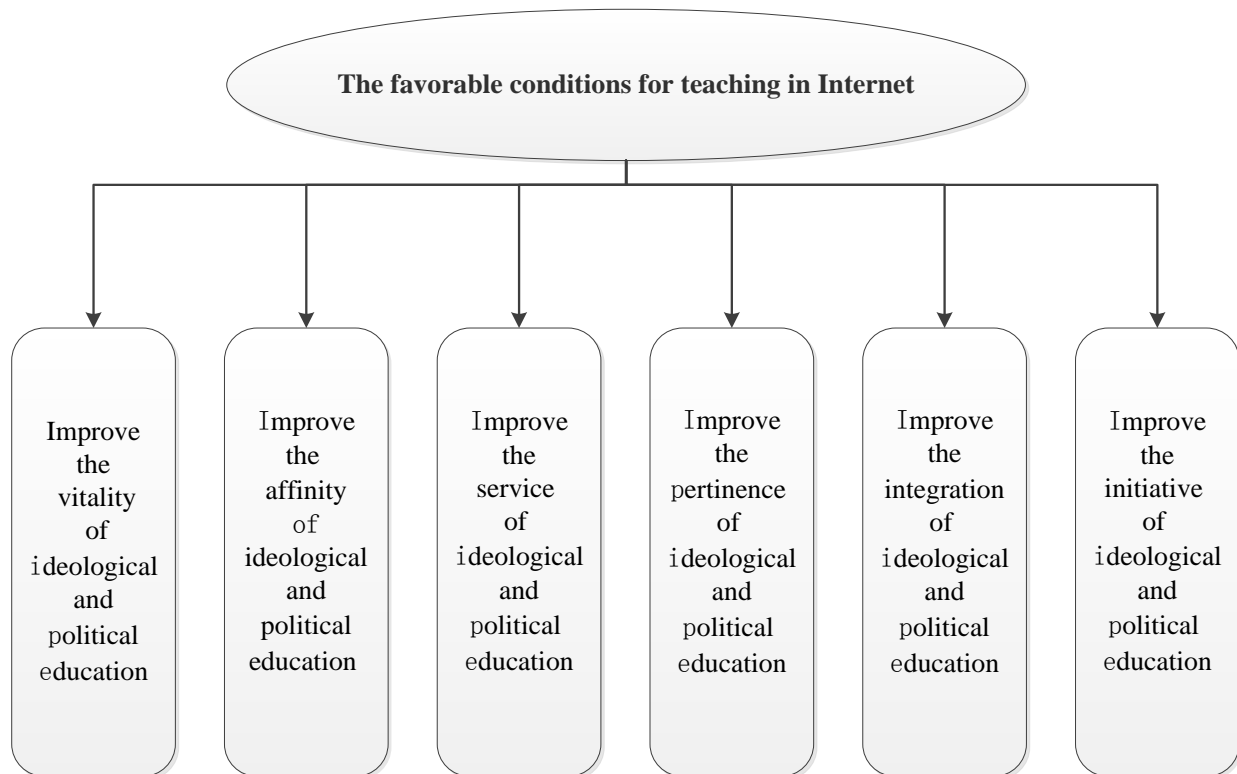 The favorable conditions for teaching in Internet
Improve
the
vitality
of
ideological
and
political
education
Improve
the
affinity
of
ideological
and
political
education
Improve
the
service
of
ideological
and
political
education
Improve
the
pertinence
of
ideological
and
political
education
Improve
the
integration
of
ideological
and
political
education
Improve
the
initiative
of
ideological
and
political
education